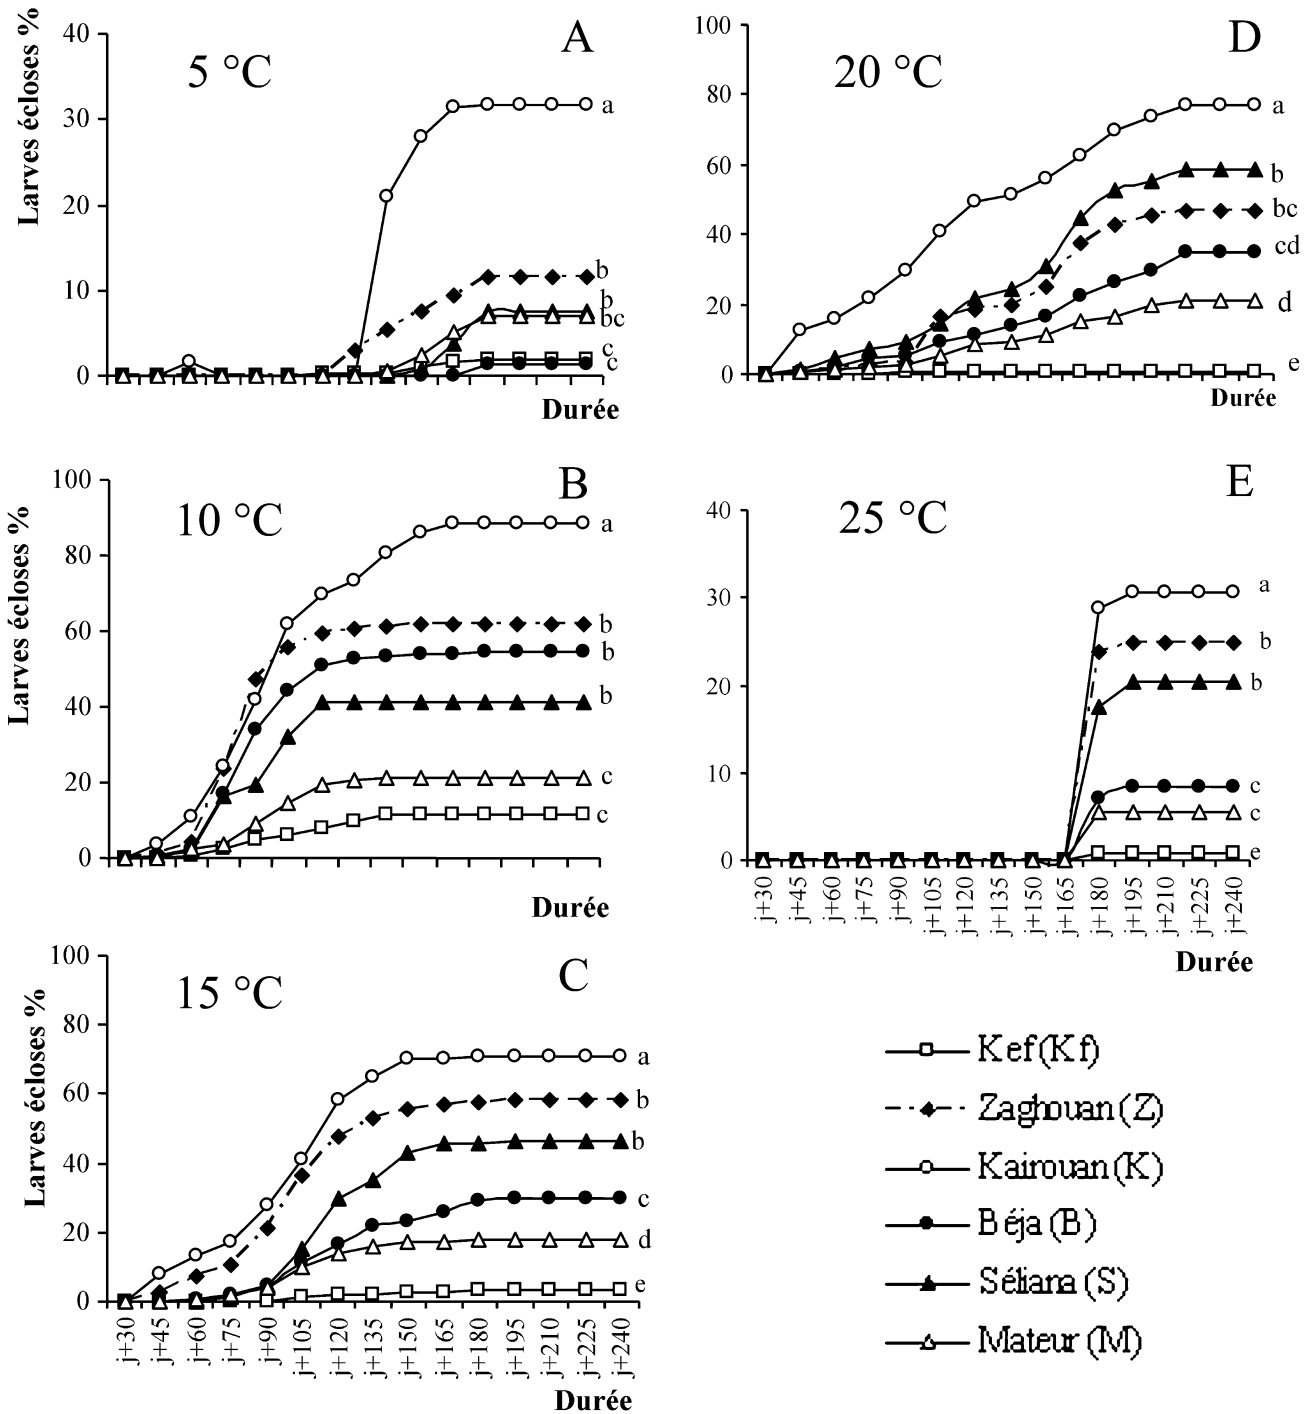 A
5 °C
Larves écloses %
40
30
20
10
0
a
b
b
bc
c
c
Durée
B
10 °C
Larves écloses %
100
80
60
40
20
0
a
b
b
b
c
c
Durée
C
15 °C
Larves écloses %
100
80
60
40
20
0
a
b
b
c
d
e
j+30
j+45
j+60
j+75
j+90
j+105
j+120
j+135
j+150
j+165
j+180
j+195
j+210
j+225
j+240
Durée
D
20 °C
100
80
60
40
20
0
a
b
bc
cd
d
e
Durée
E
25 °C
40
30
20
10
0
a
b
b
c
c
e
j+30
j+45
j+60
j+75
j+90
j+105
j+120
j+135
j+150
j+165
j+180
j+195
j+210
j+225
j+240
Durée
Kef (Kf)
Zaghouan (Z)
Kairouan (K)
Béja (B)
Séliana (S)
Mateur (M)